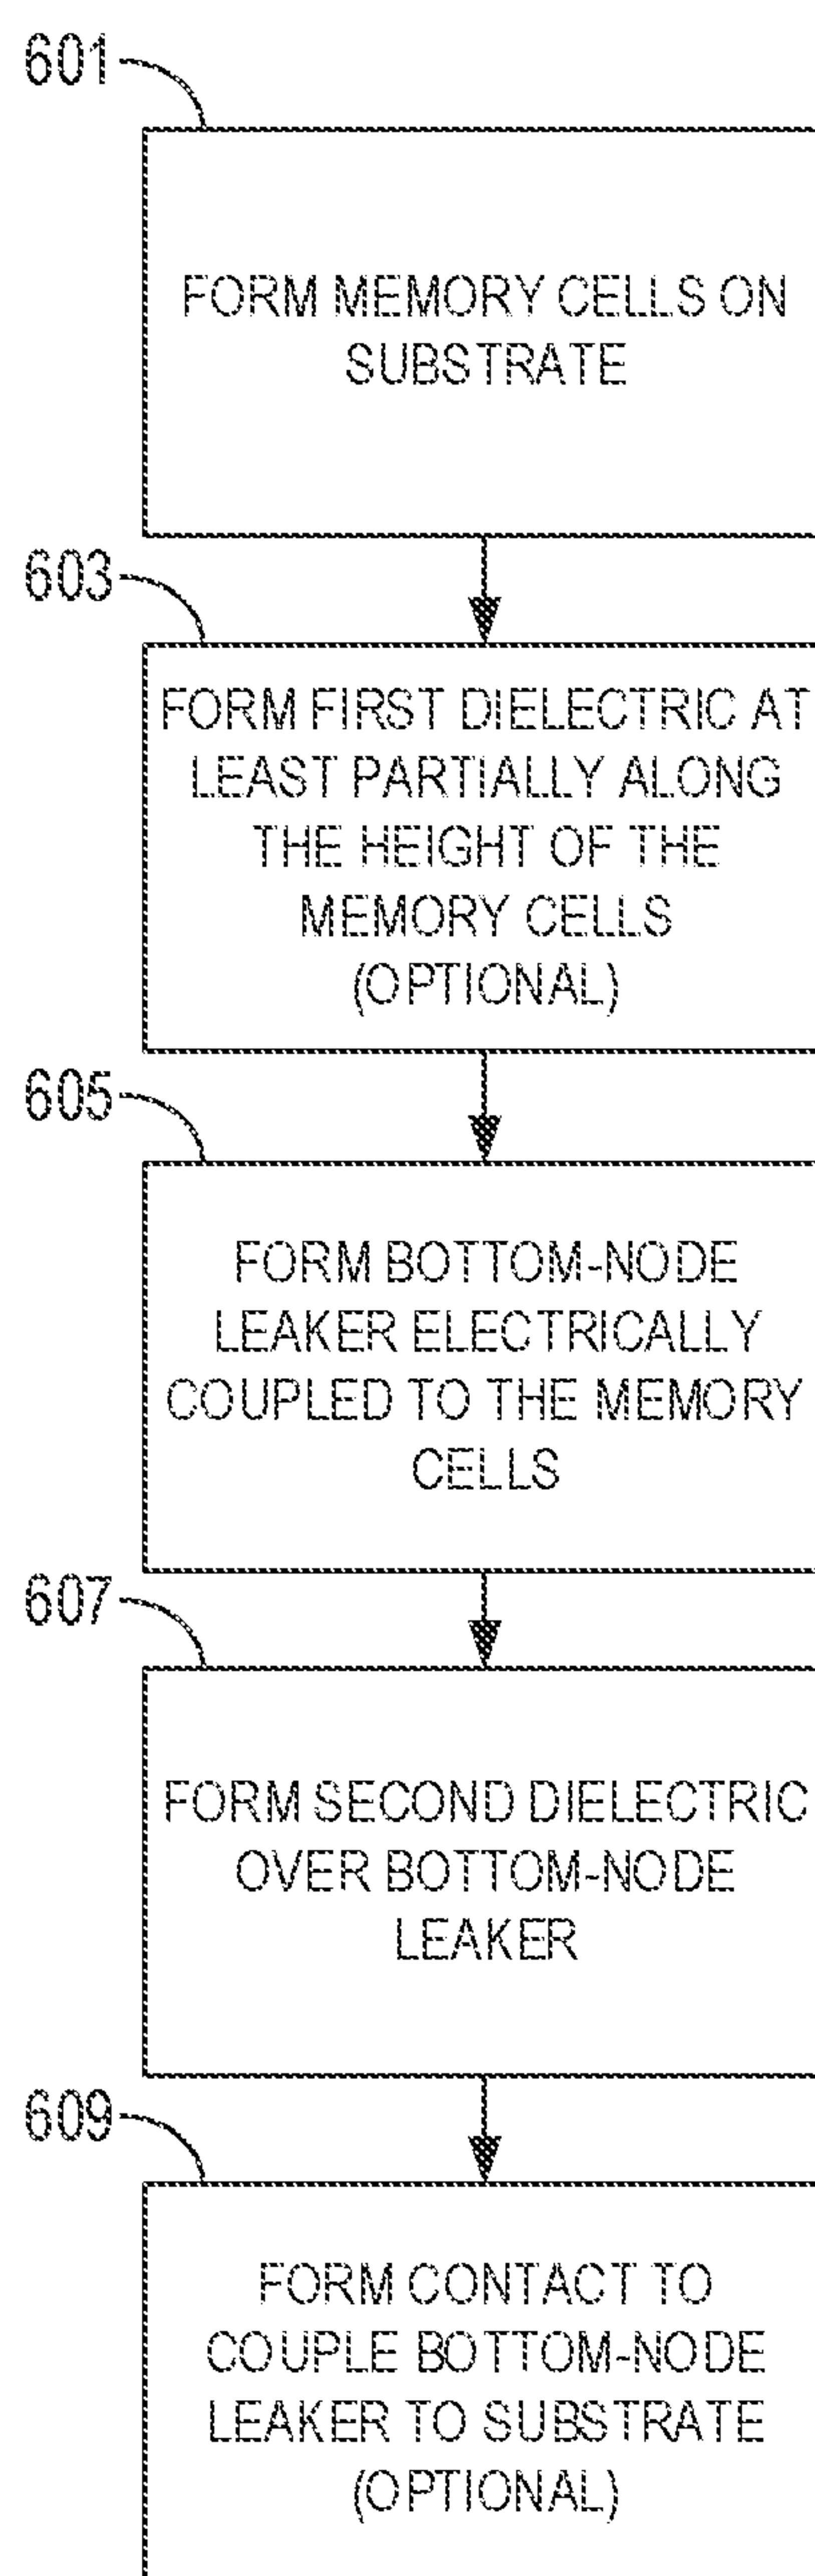 601
FORM MEMORY CELLS ON
SUBSTRATE
603
FORM FIRST DIELECTRIC AT
LEAST PARTIALLY ALONG
THE HEIGHT OF THE
MEMORY CELLS
(OPTIONAL)
605
FORM BOTTOM-NODE
LEAKER ELECTRICALLY
COUPLED TO THE MEMORY
CELLS
607
FORM SECOND DIELECTRIC
OVER BOTTOM-NODE
LEAKER
609
FORM CONTACT TO
COUPLE BOTTOM-NODE
LEAKER TO SUBSTRATE
(OPTIONAL)